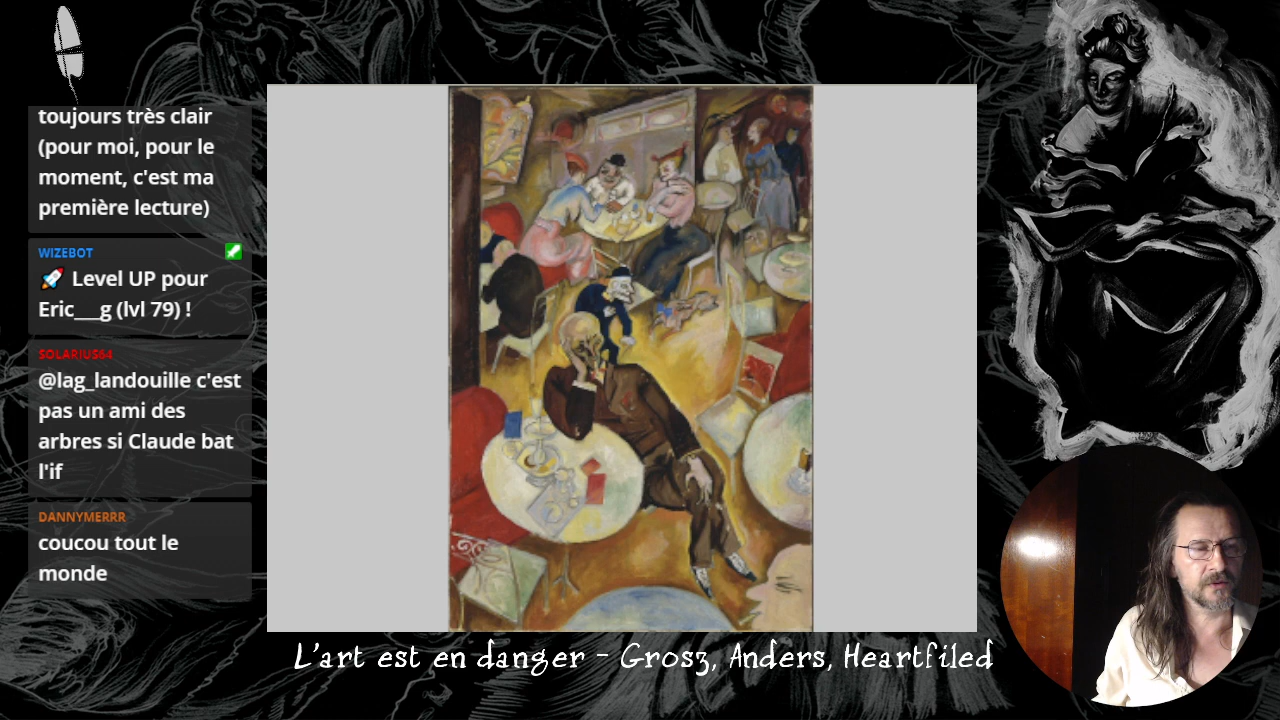 toujours très clair
(pour moi, pour le
moment, c'est ma
première lecture)
WIZEBOT
🚀 Level UP pour
Eric___g (lvl 79) !
SOLARIUS64
@lag_landouille c'est
pas un ami des
arbres si Claude bat
l'if
DANNYMERRR
coucou tout le
monde
L'art est en danger - Grosz, Anders, Heartfiled